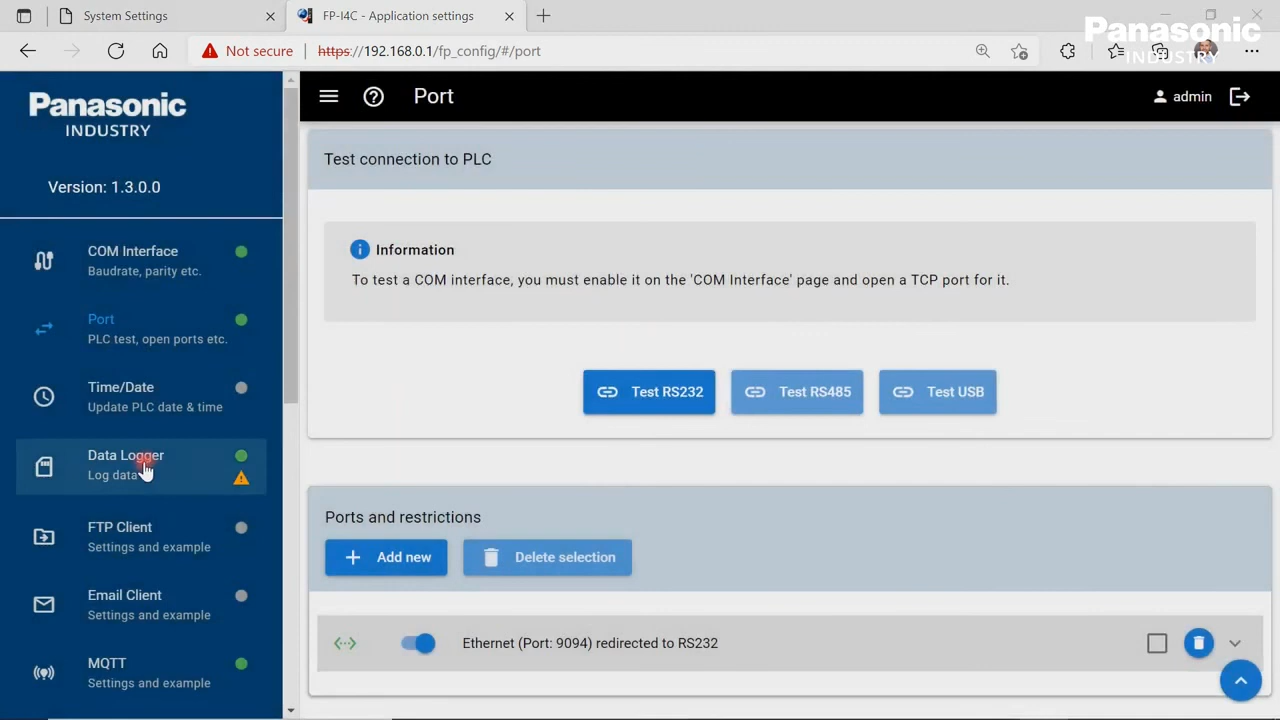 System Settings
FP-I4C - Application settings
Not secure
https://192.168.0.1/fp_config/#/port
Panasonic
INDUSTRY
Panasonic
INDUSTRY
Version: 1.3.0.0
COM Interface
Baudrate, parity etc.
Port
PLC test, open ports etc.
Time/Date
Update PLC date & time
Data Logger
Log data
FTP Client
Settings and example
Email Client
Settings and example
MQTT
Settings and example
Port
admin
Test connection to PLC
Information
To test a COM interface, you must enable it on the 'COM Interface' page and open a TCP port for it.
Test RS232
Test RS485
Test USB
Ports and restrictions
Add new
Delete selection
Ethernet (Port: 9094) redirected to RS232